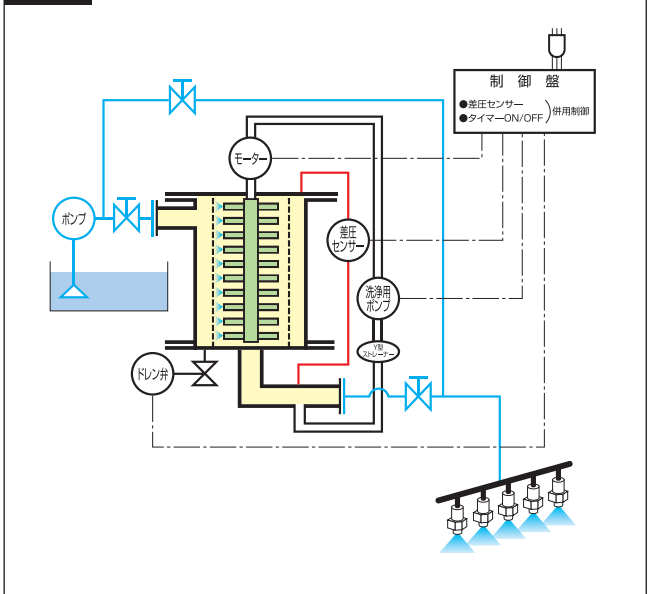 制御盤
●差圧センサー
●タイマーON/OFF
併用制御
モーター
ポンプ
差圧
センサー
洗浄用
ポンプ
Y型
ストレーナー
ドレン弁